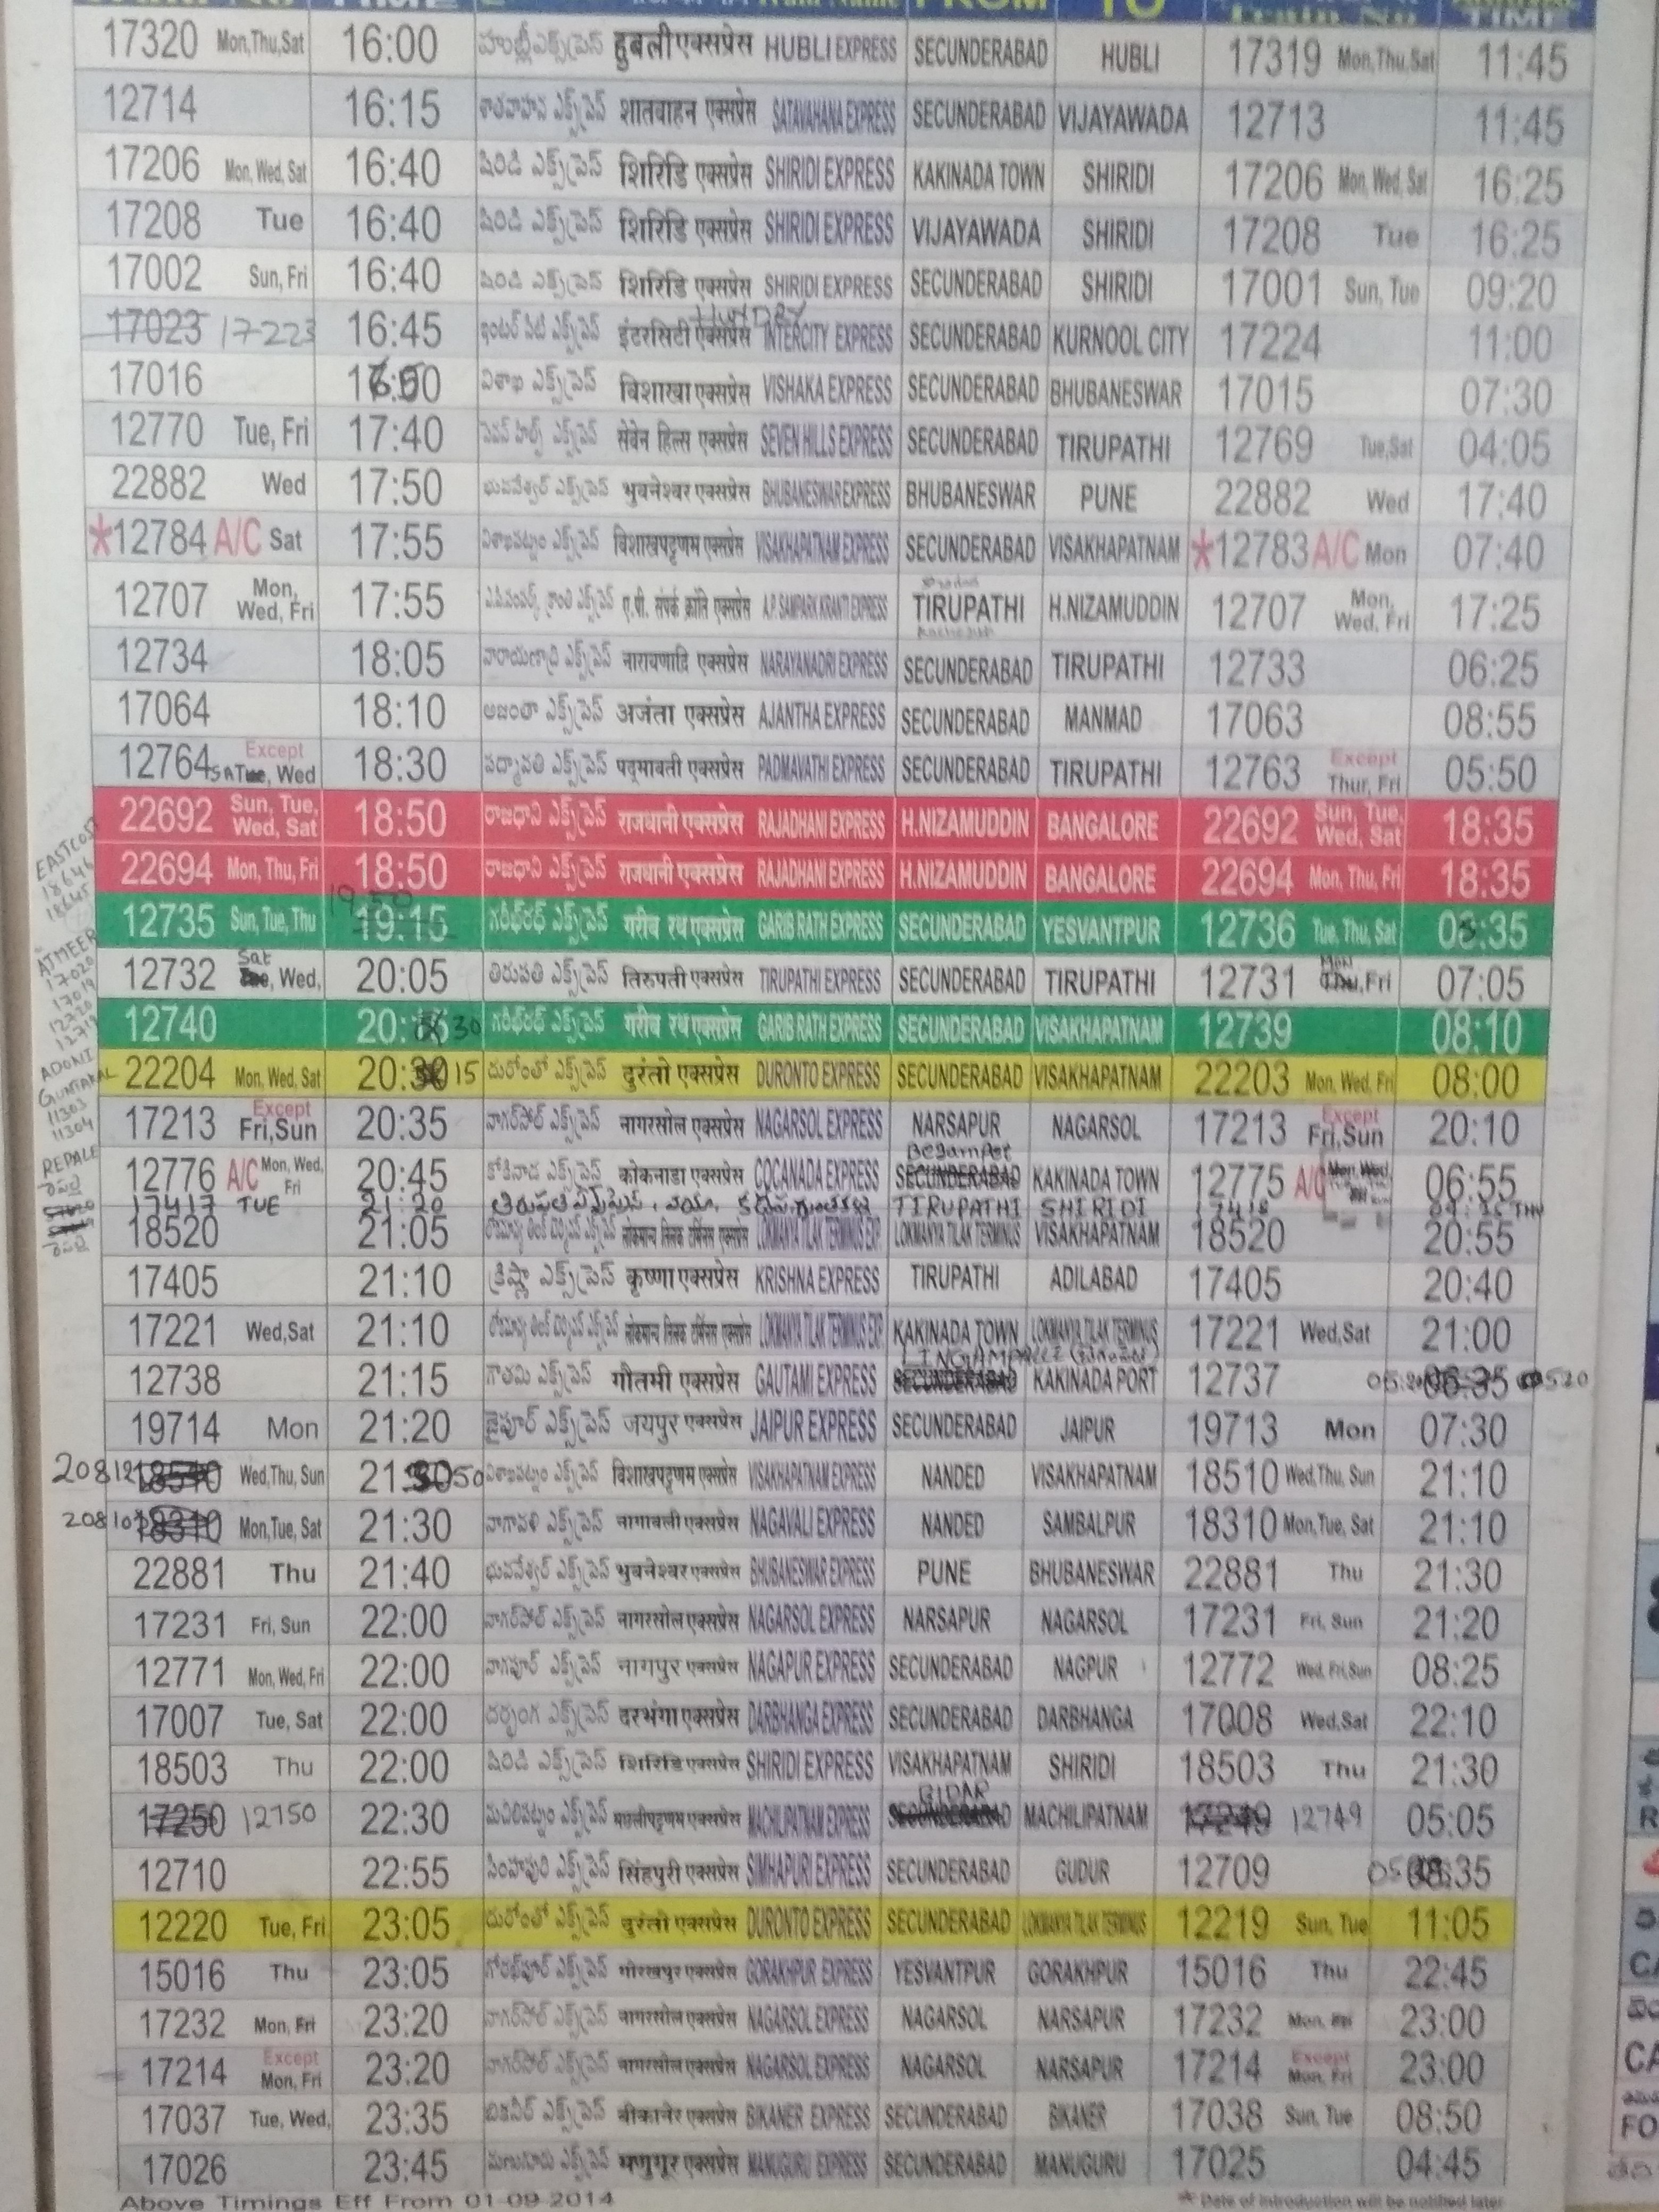 FROM TO TIME
17320 Mon,Thu,Sat 16:00 హుబ్లీ ఎక్స్‌ప్రెస్ हुबली एक्सप्रेस HUBLI EXPRESS SECUNDERABAD HUBLI 17319 Mon,Thu,Sat 11:45
12714 16:15 శాతవాహన ఎక్స్‌ప్రెస్ शातवाहन एक्सप्रेस SATAVAHANA EXPRESS SECUNDERABAD VIJAYAWADA 12713 11:45
17206 Mon, Wed, Sat 16:40 షిరిడి ఎక్స్‌ప్రెస్ शिरिडि एक्सप्रेस SHIRIDI EXPRESS KAKINADA TOWN SHIRIDI 17206 Mon, Wed, Sat 16:25
17208 Tue 16:40 షిరిడి ఎక్స్‌ప్రెస్ शिरिडि एक्सप्रेस SHIRIDI EXPRESS VIJAYAWADA SHIRIDI 17208 Tue 16:25
17002 Sun, Fri 16:40 షిరిడి ఎక్స్‌ప్రెస్ शिरिडि एक्सप्रेस SHIRIDI EXPRESS SECUNDERABAD SHIRIDI 17001 Sun, Tue 09:20
HUNDRY
17023 17223 16:45 ఇంటర్ సిటీ ఎక్స్‌ప్రెస్ इंटरसिटी एक्सप्रेस INTERCITY EXPRESS SECUNDERABAD KURNOOL CITY 17224 11:00
17016 విశాఖ ఎక్స్‌ప్రెస్ विशाखा एक्सप्रेस VISHAKA EXPRESS SECUNDERABAD BHUBANESWAR 17015 07:30
12770 Tue, Fri 17:40 సెవెన్ హిల్స్ ఎక్స్‌ప్రెస్ सेवेन हिल्स एक्सप्रेस SEVEN HILLS EXPRESS SECUNDERABAD TIRUPATHI 12769 Tue,Sat 04:05
22882 Wed 17:50 భువనేశ్వర్ ఎక్స్‌ప్రెస్ भुवनेश्वर एक्सप्रेस BHUBANESWAR EXPRESS BHUBANESWAR PUNE 22882 Wed 17:40
*12784 A/C Sat 17:55 విశాఖపట్నం ఎక్స్‌ప్రెస్ विशाखपट्टणम एक्सप्रेस VISAKHAPATNAM EXPRESS SECUNDERABAD VISAKHAPATNAM *12783 A/C Mon 07:40
12707 Mon, Wed, Fri 17:55 ఎ.పి.సంపర్క్ క్రాంతి ఎక్స్‌ప్రెస్ ए.पी. संपर्क क्रांति एक्सप्रेस A.P. SAMPARK KRANTI EXPRESS TIRUPATHI H.NIZAMUDDIN 12707 Mon, Wed, Fri 17:25
12734 18:05 నారాయణాద్రి ఎక్స్‌ప్రెస్ नारायणादि एक्सप्रेस NARAYANADRI EXPRESS SECUNDERABAD TIRUPATHI 12733 06:25
17064 18:10 అజంతా ఎక్స్‌ప్రెస్ अजंता एक्सप्रेस AJANTHA EXPRESS SECUNDERABAD MANMAD 17063 08:55
12764 Except SA Tue, Wed 18:30 పద్మావతి ఎక్స్‌ప్రెస్ पद्मावती एक्सप्रेस PADMAVATHI EXPRESS SECUNDERABAD TIRUPATHI 12763 Except Thur, Fri 05:50
22692 Sun, Tue, Wed, Sat 18:50 రాజధాని ఎక్స్‌ప్రెస్ राजधानी एक्सप्रेस RAJADHANI EXPRESS H.NIZAMUDDIN BANGALORE 22692 Sun, Tue, Wed, Sat 18:35
22694 Mon, Thu, Fri 18:50 రాజధాని ఎక్స్‌ప్రెస్ राजधानी एक्सप्रेस RAJADHANI EXPRESS H.NIZAMUDDIN BANGALORE 22694 Mon, Thu, Fri 18:35
12735 Sun, Tue, Thu 19:15 గరీబ్‌రథ్ ఎక్స్‌ప్రెస్ गरीब रथ एक्सप्रेस GARIB RATH EXPRESS SECUNDERABAD YESVANTPUR 12736 Tue, Thu, Sat
12732 Sat Tue, Wed, 20:05 తిరుపతి ఎక్స్‌ప్రెస్ तिरुपती एक्सप्रेस TIRUPATHI EXPRESS SECUNDERABAD TIRUPATHI 12731 Mon Thu,Fri 07:05
12740 30 గరీబ్‌రథ్ ఎక్స్‌ప్రెస్ गरीब रथ एक्सप्रेस GARIB RATH EXPRESS SECUNDERABAD VISAKHAPATNAM 12739 08:10
22204 Mon, Wed, Sat 20:30 15 దురోంతో ఎక్స్‌ప్రెస్ दुरंतो एक्सप्रेस DURONTO EXPRESS SECUNDERABAD VISAKHAPATNAM 22203 Mon, Wed, Fri 08:00
17213 Except Fri,Sun 20:35 నాగర్‌సోల్ ఎక్స్‌ప్రెస్ नागरसोल एक्सप्रेस NAGARSOL EXPRESS NARSAPUR NAGARSOL 17213 Except Fri,Sun 20:10
Begampet
12776 A/C Mon, Wed, Fri 20:45 కోకనాడ ఎక్స్‌ప్రెస్ कोकनाडा एक्सप्रेस COCANADA EXPRESS SECUNDERABAD KAKINADA TOWN 12775 A/C Mon, Wed, 06:55
17417 TUE 21:20 TIRUPATHI SHIRIDI 17418 THU
18520 21:05 లోకమాన్య తిలక్ టెర్మినస్ ఎక్స్‌ప్రెస్ लोकमान्य तिलक टर्मिनस एक्सप्रेस LOKMANYA TILAK TERMINUS EXP LOKMANYA TILAK TERMINUS VISAKHAPATNAM 18520 20:55
17405 21:10 క్రిష్ణా ఎక్స్‌ప్రెస్ कृष्णा एक्सप्रेस KRISHNA EXPRESS TIRUPATHI ADILABAD 17405 20:40
17221 Wed,Sat 21:10 లోకమాన్య తిలక్ టెర్మినస్ ఎక్స్‌ప్రెస్ लोकमान्य तिलक टर्मिनस एक्सप्रेस LOKMANYA TILAK TERMINUS EXP KAKINADA TOWN LOKMANYA TILAK TERMINUS 17221 Wed,Sat 21:00
LINGAMPALLI
12738 21:15 గౌతమి ఎక్స్‌ప్రెస్ गौतमी एक्सप्रेस GAUTAMI EXPRESS SECUNDERABAD KAKINADA PORT 12737 06:35 0520
19714 Mon 21:20 జైపూర్ ఎక్స్‌ప్రెస్ जयपुर एक्सप्रेस JAIPUR EXPRESS SECUNDERABAD JAIPUR 19713 Mon 07:30
20812 18510 Wed,Thu, Sun 21:30 50 విశాఖపట్నం ఎక్స్‌ప్రెస్ विशाखपट्टणम एक्सप्रेस VISAKHAPATNAM EXPRESS NANDED VISAKHAPATNAM 18510 Wed,Thu, Sun 21:10
20810 18310 Mon,Tue, Sat 21:30 నాగావళి ఎక్స్‌ప్రెస్ नागावली एक्सप्रेस NAGAVALI EXPRESS NANDED SAMBALPUR 18310 Mon,Tue, Sat 21:10
22881 Thu 21:40 భువనేశ్వర్ ఎక్స్‌ప్రెస్ भुबनेश्वर एक्सप्रेस BHUBANESWAR EXPRESS PUNE BHUBANESWAR 22881 Thu 21:30
17231 Fri, Sun 22:00 నాగర్‌సోల్ ఎక్స్‌ప్రెస్ नागरसोल एक्सप्रेस NAGARSOL EXPRESS NARSAPUR NAGARSOL 17231 Fri, Sun 21:20
12771 Mon, Wed, Fri 22:00 నాగపూర్ ఎక్స్‌ప్రెస్ नागपुर एक्सप्रेस NAGAPUR EXPRESS SECUNDERABAD NAGPUR 12772 Wed, Fri,Sun 08:25
17007 Tue, Sat 22:00 దర్భంగ ఎక్స్‌ప్రెస్ दरभंगा एक्सप्रेस DARBHANGA EXPRESS SECUNDERABAD DARBHANGA 17008 Wed,Sat 22:10
18503 Thu 22:00 షిరిడి ఎక్స్‌ప్రెస్ शिरिडि एक्सप्रेस SHIRIDI EXPRESS VISAKHAPATNAM SHIRIDI 18503 Thu 21:30
BIDAR
17250 12750 22:30 మచిలీపట్నం ఎక్స్‌ప్రెస్ मछलीपट्टणम एक्सप्रेस MACHILIPATNAM EXPRESS SECUNDERABAD MACHILIPATNAM 17249 12749 05:05
12710 22:55 సింహపురి ఎక్స్‌ప్రెస్ सिंहपुरी एक्सप्रेस SIMHAPURI EXPRESS SECUNDERABAD GUDUR 12709
12220 Tue, Fri 23:05 దురోంతో ఎక్స్‌ప్రెస్ दुरंतो एक्सप्रेस DURONTO EXPRESS SECUNDERABAD LOKMANYA TILAK TERMINUS 12219 Sun, Tue 11:05
15016 Thu 23:05 గోరఖ్‌పూర్ ఎక్స్‌ప్రెస్ गोरखपुर एक्सप्रेस GORAKHPUR EXPRESS YESVANTPUR GORAKHPUR 15016 Thu 22:45
17232 Mon, Fri 23:20 నాగర్‌సోల్ ఎక్స్‌ప్రెస్ नागरसोल एक्सप्रेस NAGARSOL EXPRESS NAGARSOL NARSAPUR 17232 Mon, Fri 23:00
17214 Except Mon, Fri 23:20 నాగర్‌సోల్ ఎక్స్‌ప్రెస్ नागरसोल एक्सप्रेस NAGARSOL EXPRESS NAGARSOL NARSAPUR 17214 Except Mon, Fri 23:00
17037 Tue, Wed, 23:35 బికనీర్ ఎక్స్‌ప్రెస్ बीकानेर एक्सप्रेस BIKANER EXPRESS SECUNDERABAD BIKANER 17038 Sun, Tue 08:50
17026 23:45 మణుగూరు ఎక్స్‌ప్రెస్ मणुगूर एक्सप्रेस MANUGURU EXPRESS SECUNDERABAD MANUGURU 17025 04:45
Above Timings Eff From 01-09-2014 * Date of introduction will be notified later
EASTCOST
18646
18645
AJMEER
17020
17019
12720
12719
ADONI
GUNTAKAL
11303
11304
REPALE